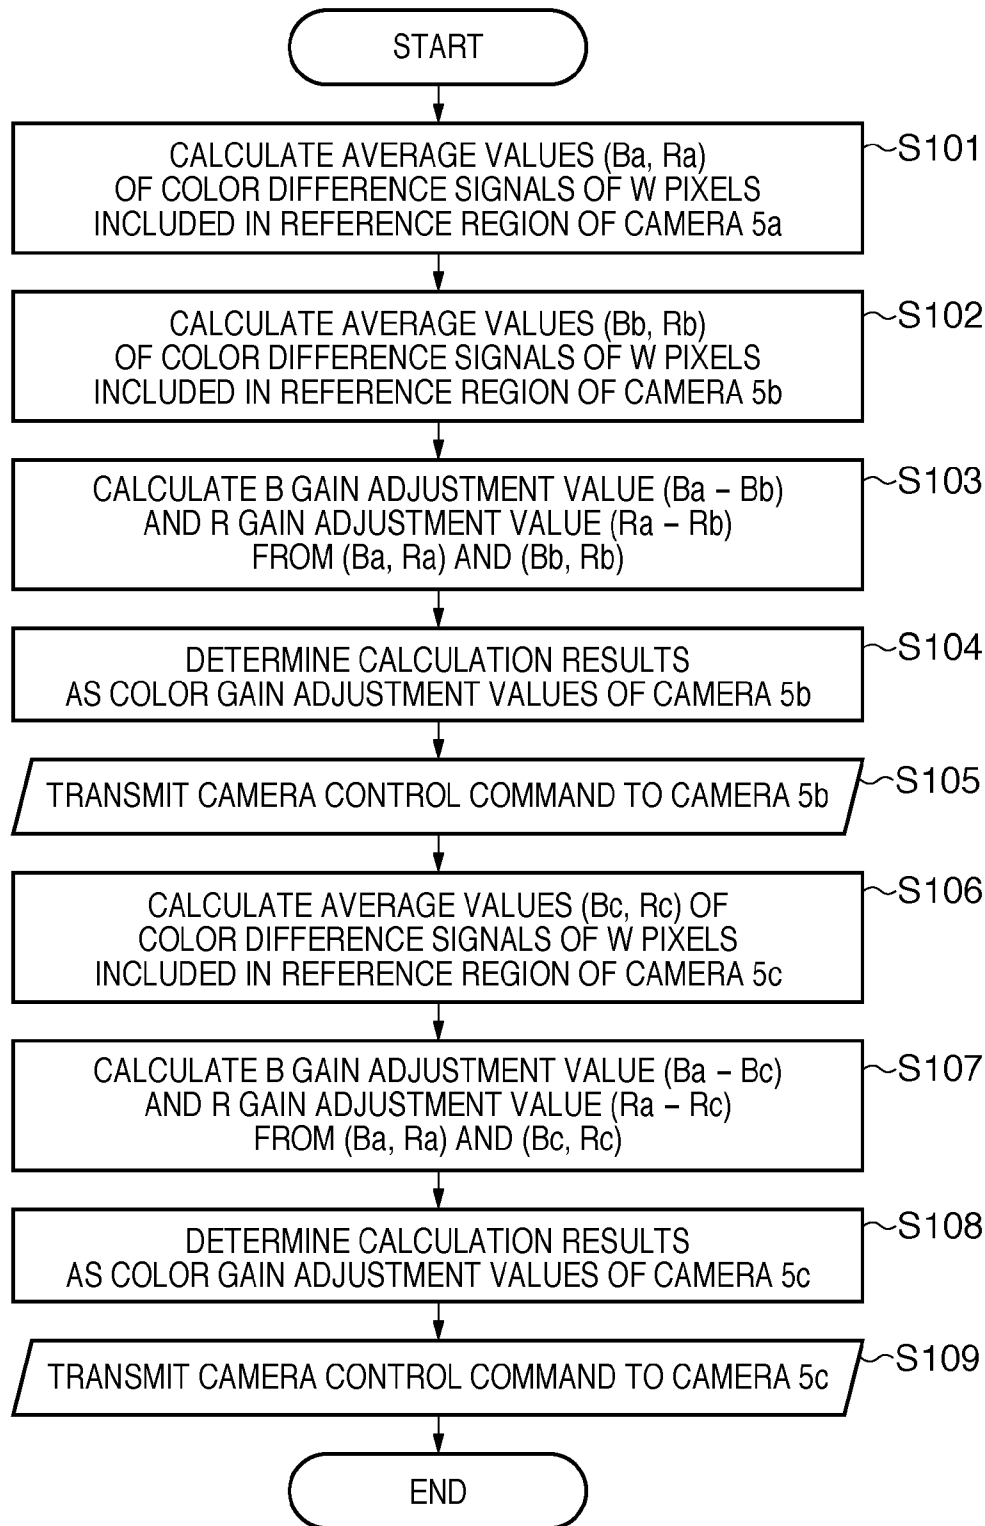 START
CALCULATE AVERAGE VALUES (Ba, Ra)
OF COLOR DIFFERENCE SIGNALS OF W PIXELS
INCLUDED IN REFERENCE REGION OF CAMERA 5a
S101
CALCULATE AVERAGE VALUES (Bb, Rb)
OF COLOR DIFFERENCE SIGNALS OF W PIXELS
INCLUDED IN REFERENCE REGION OF CAMERA 5b
S102
CALCULATE B GAIN ADJUSTMENT VALUE (Ba – Bb)
AND R GAIN ADJUSTMENT VALUE (Ra – Rb)
FROM (Ba, Ra) AND (Bb, Rb)
S103
DETERMINE CALCULATION RESULTS
AS COLOR GAIN ADJUSTMENT VALUES OF CAMERA 5b
S104
TRANSMIT CAMERA CONTROL COMMAND TO CAMERA 5b
S105
CALCULATE AVERAGE VALUES (Bc, Rc) OF
COLOR DIFFERENCE SIGNALS OF W PIXELS
INCLUDED IN REFERENCE REGION OF CAMERA 5c
S106
CALCULATE B GAIN ADJUSTMENT VALUE (Ba – Bc)
AND R GAIN ADJUSTMENT VALUE (Ra – Rc)
FROM (Ba, Ra) AND (Bc, Rc)
S107
DETERMINE CALCULATION RESULTS
AS COLOR GAIN ADJUSTMENT VALUES OF CAMERA 5c
S108
TRANSMIT CAMERA CONTROL COMMAND TO CAMERA 5c
S109
END